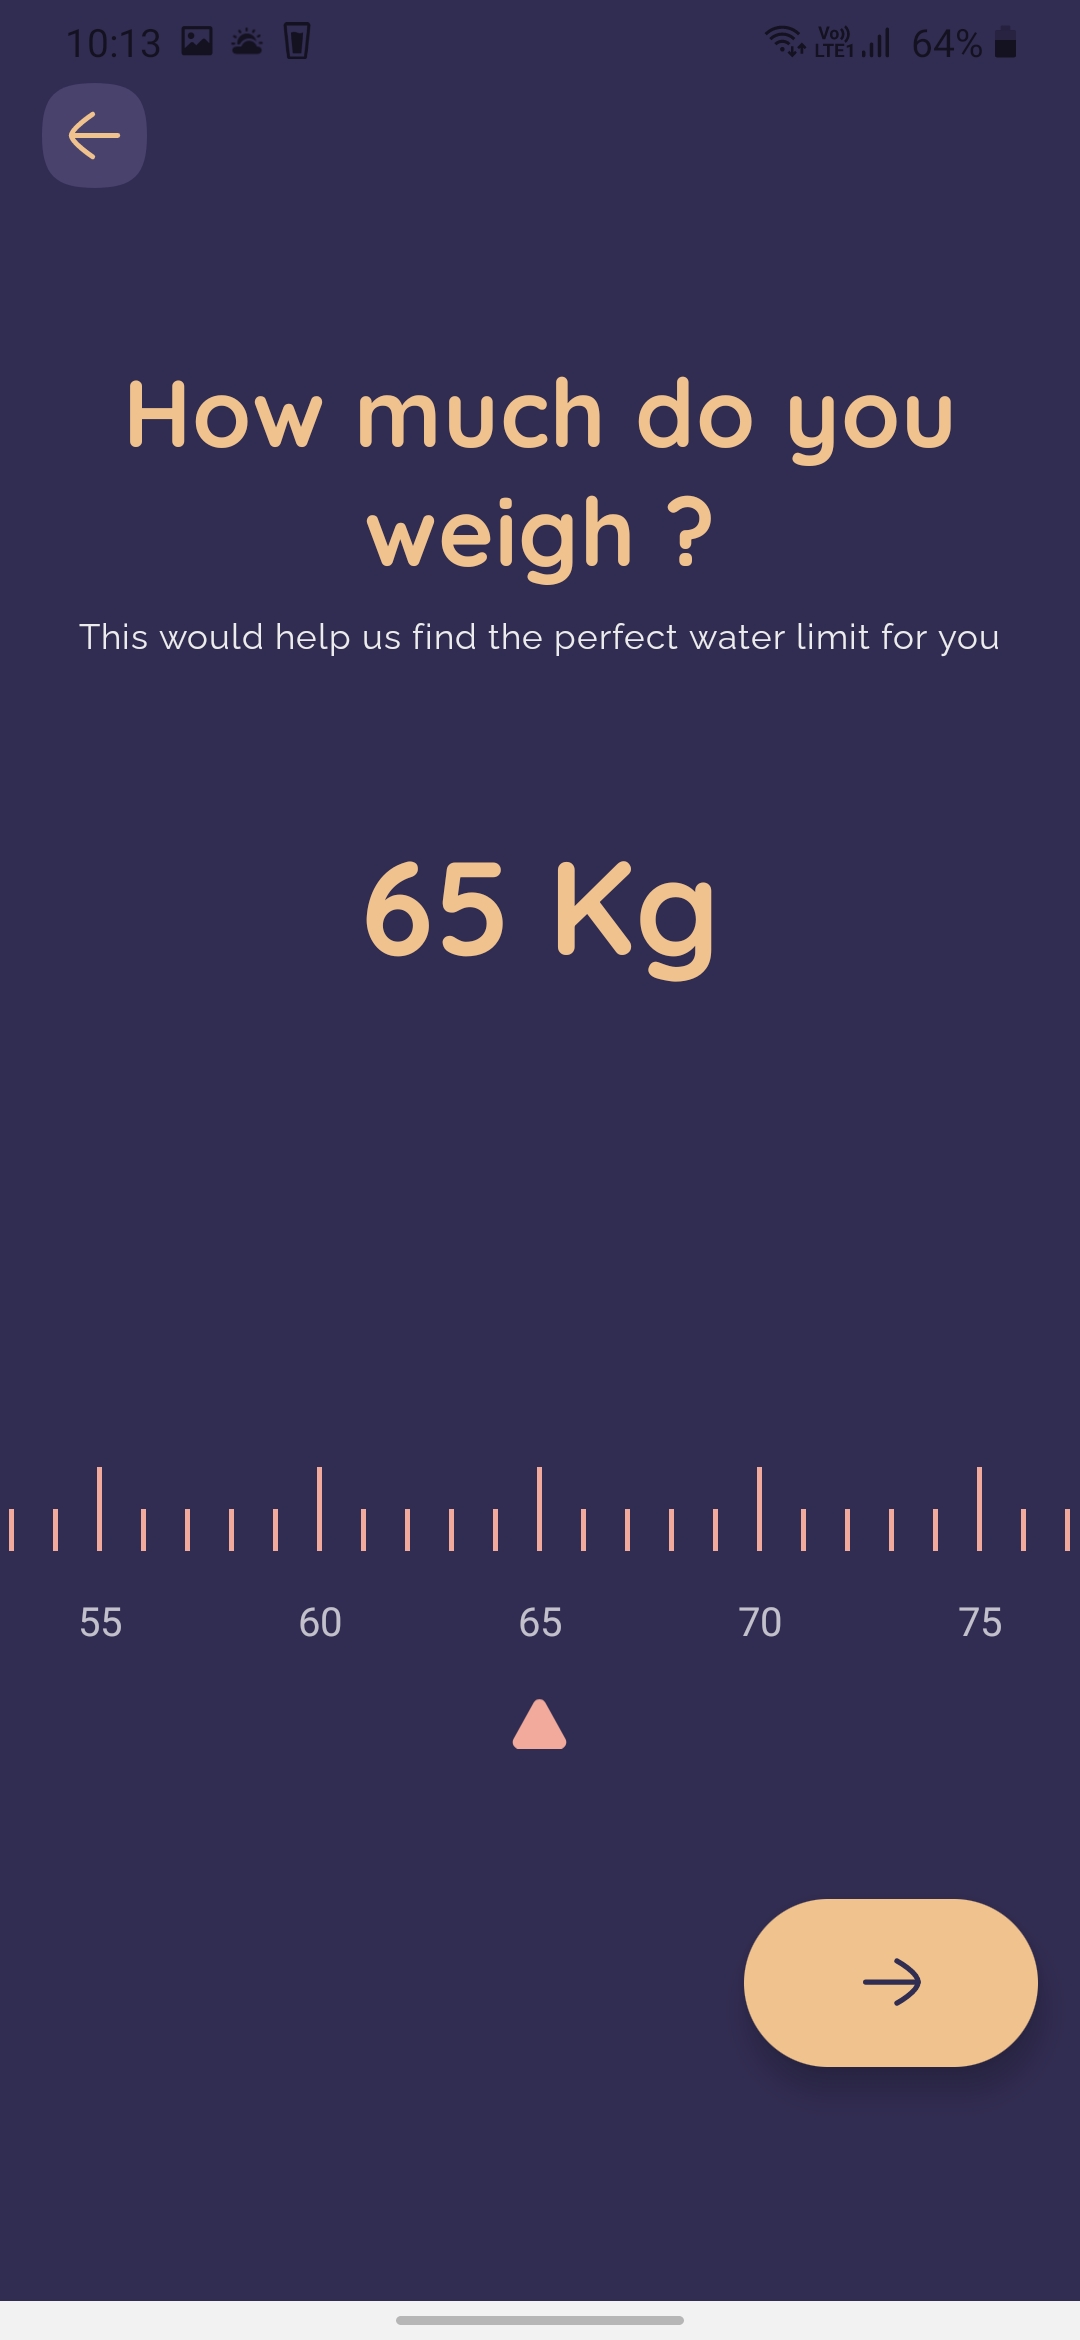 10:13
Vo)) LTE1 64%
How much do you
weigh ?
This would help us find the perfect water limit for you
65 Kg
55 60 65 70 75